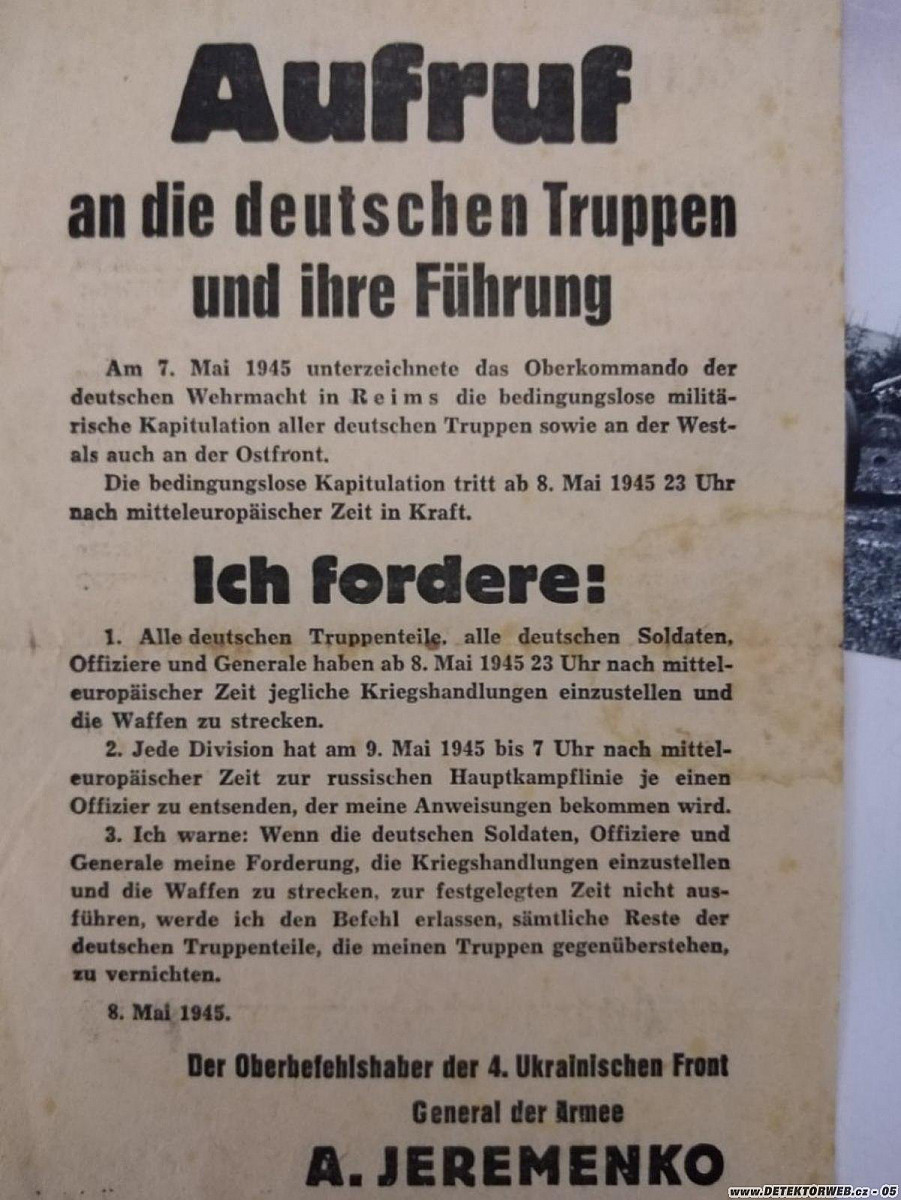 Aufruf
an die deutschen Truppen
und ihre Führung
Am 7. Mai 1945 unterzeichnete das Oberkommando der
deutschen Wehrmacht in Reims die bedingungslose militä-
rische Kapitulation aller deutschen Truppen sowie an der West-
als auch an der Ostfront.
Die bedingungslose Kapitulation tritt ab 8. Mai 1945 23 Uhr
nach mitteleuropäischer Zeit in Kraft.
Ich fordere:
1. Alle deutschen Truppenteile, alle deutschen Soldaten,
Offiziere und Generale haben ab 8. Mai 1945 23 Uhr nach mittel-
europäischer Zeit jegliche Kriegshandlungen einzustellen und
die Waffen zu strecken.
2. Jede Division hat am 9. Mai 1945 bis 7 Uhr nach mittel-
europäischer Zeit zur russischen Hauptkampflinie je einen
Offizier zu entsenden, der meine Anweisungen bekommen wird.
3. Ich warne: Wenn die deutschen Soldaten, Offiziere und
Generale meine Forderung, die Kriegshandlungen einzustellen
und die Waffen zu strecken, zur festgelegten Zeit nicht aus-
führen, werde ich den Befehl erlassen, sämtliche Reste der
deutschen Truppenteile, die meinen Truppen gegenüberstehen,
zu vernichten.
8. Mai 1945.
Der Oberbefehlshaber der 4. Ukrainischen Front
General der Armee
A. JEREMENKO
www.DETEKTORWEB.cz - 05